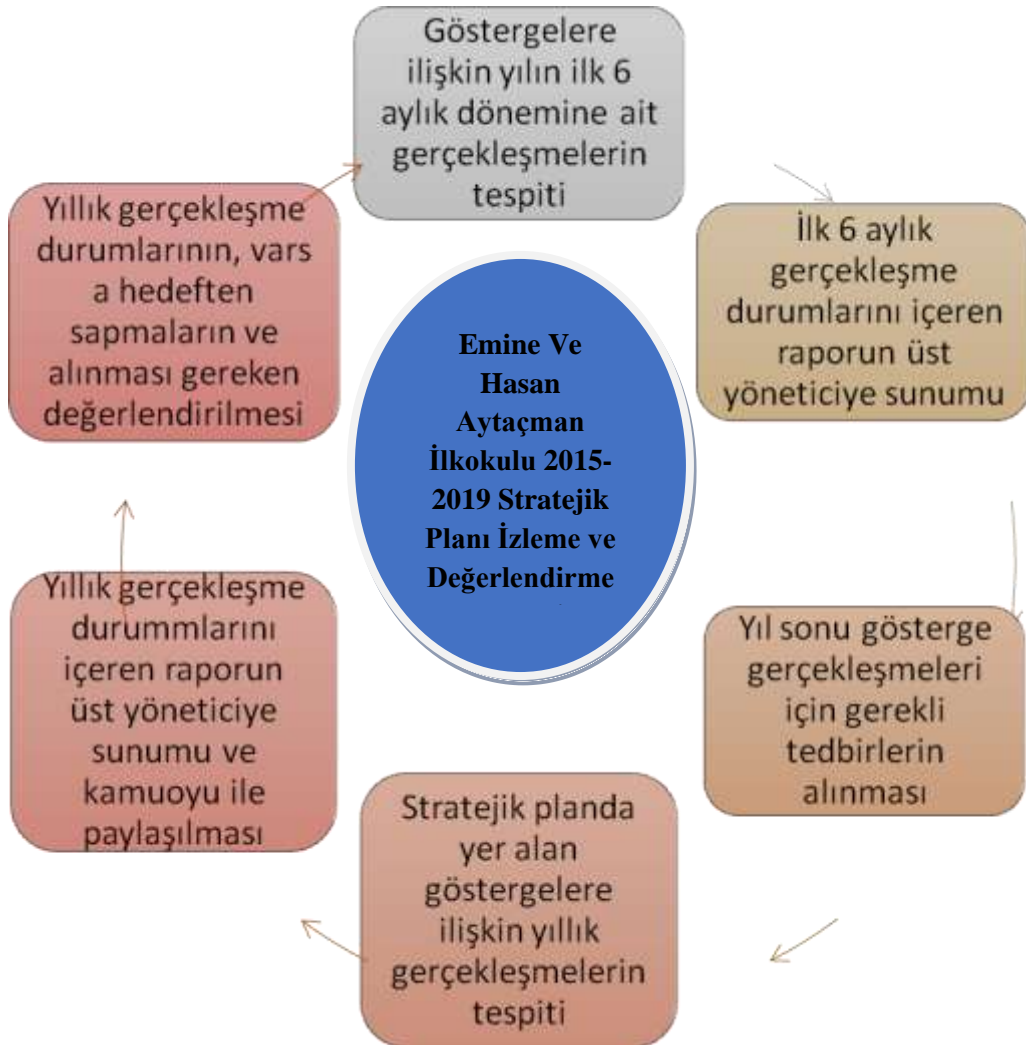 Göstergelere
ilişkin yılın ilk 6
aylık dönemine ait
gerçekleşmelerin
tespiti
İlk 6 aylık
gerçekleşme
durumlarını içeren
raporun üst
yöneticiye sunumu
Yıl sonu gösterge
gerçekleşmeleri
için gerekli
tedbirlerin
alınması
Stratejik planda
yer alan
göstergelere
ilişkin yıllık
gerçekleşmelerin
tespiti
Yıllık gerçekleşme
durummlarını
içeren raporun
üst yöneticiye
sunumu ve
kamuoyu ile
paylaşılması
Yıllık gerçekleşme
durumlarının, vars
a hedeften
sapmaların ve
alınması gereken
değerlendirilmesi
Emine Ve
Hasan
Aytaçman
İlkokulu 2015-
2019 Stratejik
Planı İzleme ve
Değerlendirme